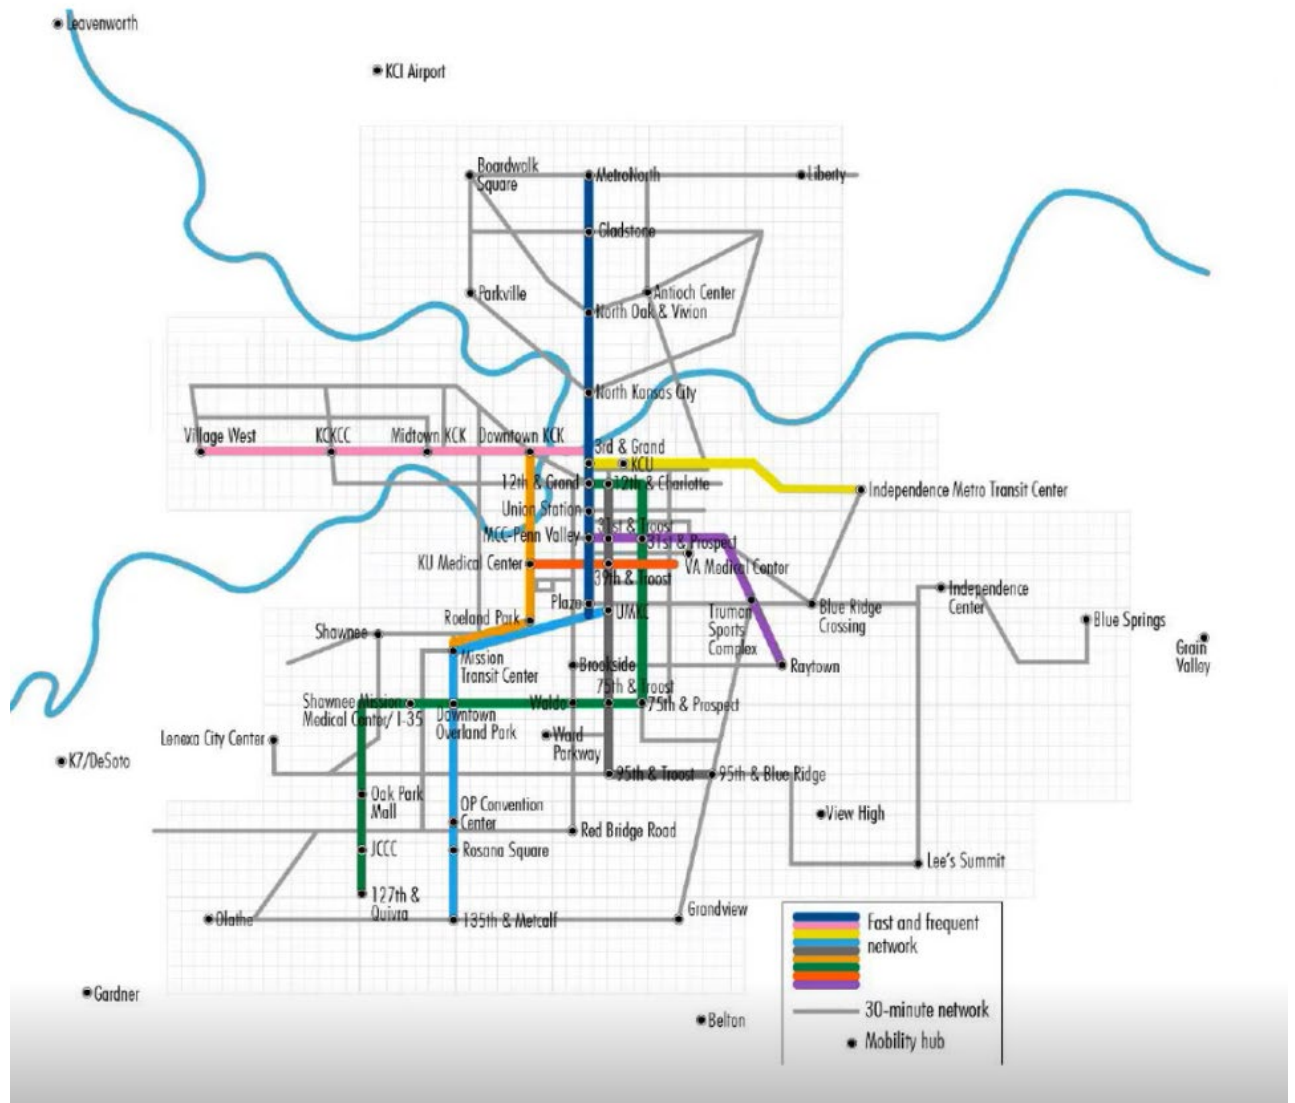 Leavenworth
KCI Airport
Boardwalk
Square
MetroNorth
Liberty
Gladstone
Parkville
Antioch Center
North Oak & Vivion
North Kansas City
Village West
KCKCC
Midtown KCK
Downtown KCK
3rd & Grand
KCU
12th & Grand
12th & Charlotte
Independence Metro Transit Center
Union Station
31st & Troost
MCC-Penn Valley
31st & Prospect
KU Medical Center
VA Medical Center
39th & Troost
Plaza
UMKC
Truman
Sports
Complex
Blue Ridge
Crossing
Independence
Center
Blue Springs
Grain
Valley
Roeland Park
Shawnee
Mission
Transit Center
Brookside
Raytown
75th & Troost
Shawnee Mission
Medical Center/ I-35
Downtown
Overland Park
Waldo
75th & Prospect
Lenexa City Center
Ward
Parkway
K7/DeSoto
95th & Troost
95th & Blue Ridge
Oak Park
Mall
OP Convention
Center
View High
Red Bridge Road
JCCC
Rosana Square
Lee's Summit
127th &
Quivra
Olathe
135th & Metcalf
Grandview
Gardner
Belton
Fast and frequent
network
30-minute network
Mobility hub